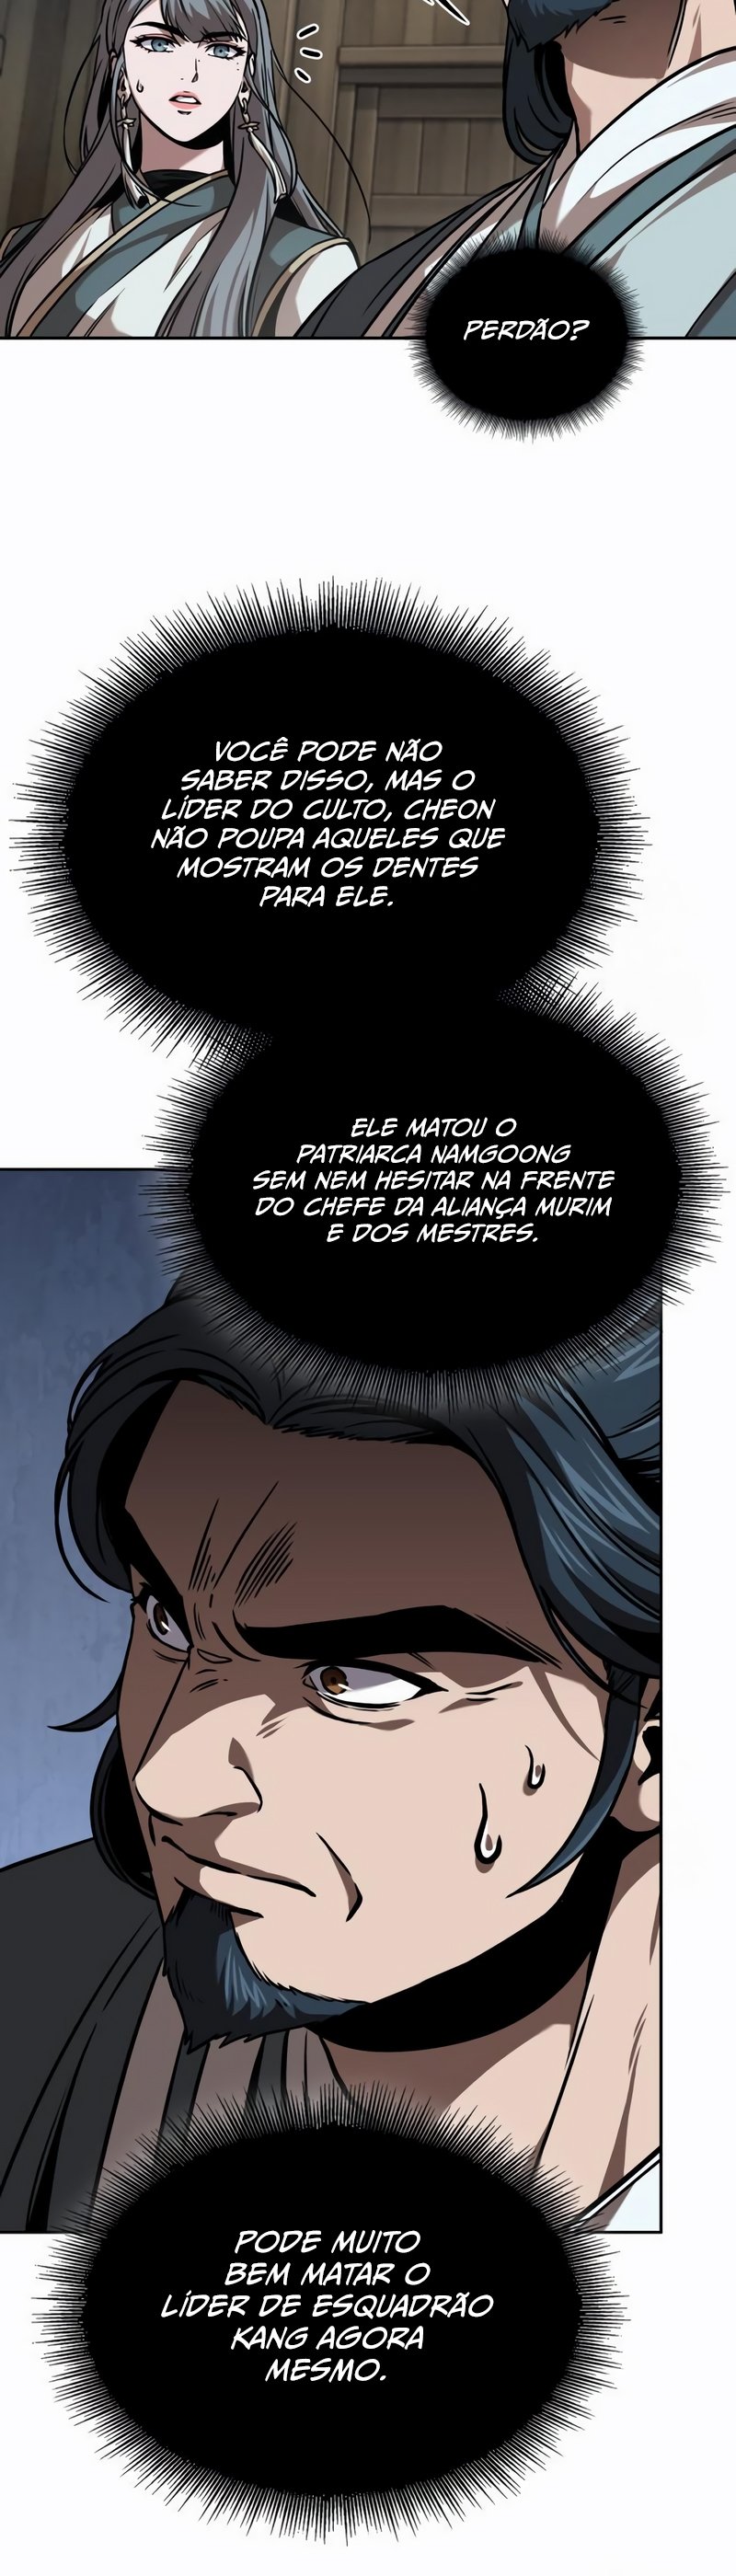 PERDÃO?
VOCÊ PODE NÃO
SABER DISSO, MAS O
LÍDER DO CULTO, CHEON
NÃO POUPA AQUELES QUE
MOSTRAM OS DENTES
PARA ELE.
ELE MATOU O
PATRIARCA NAMGOONG
SEM NEM HESITAR NA FRENTE
DO CHEFE DA ALIANÇA MURIM
E DOS MESTRES.
PODE MUITO
BEM MATAR O
LÍDER DE ESQUADRÃO
KANG AGORA
MESMO.